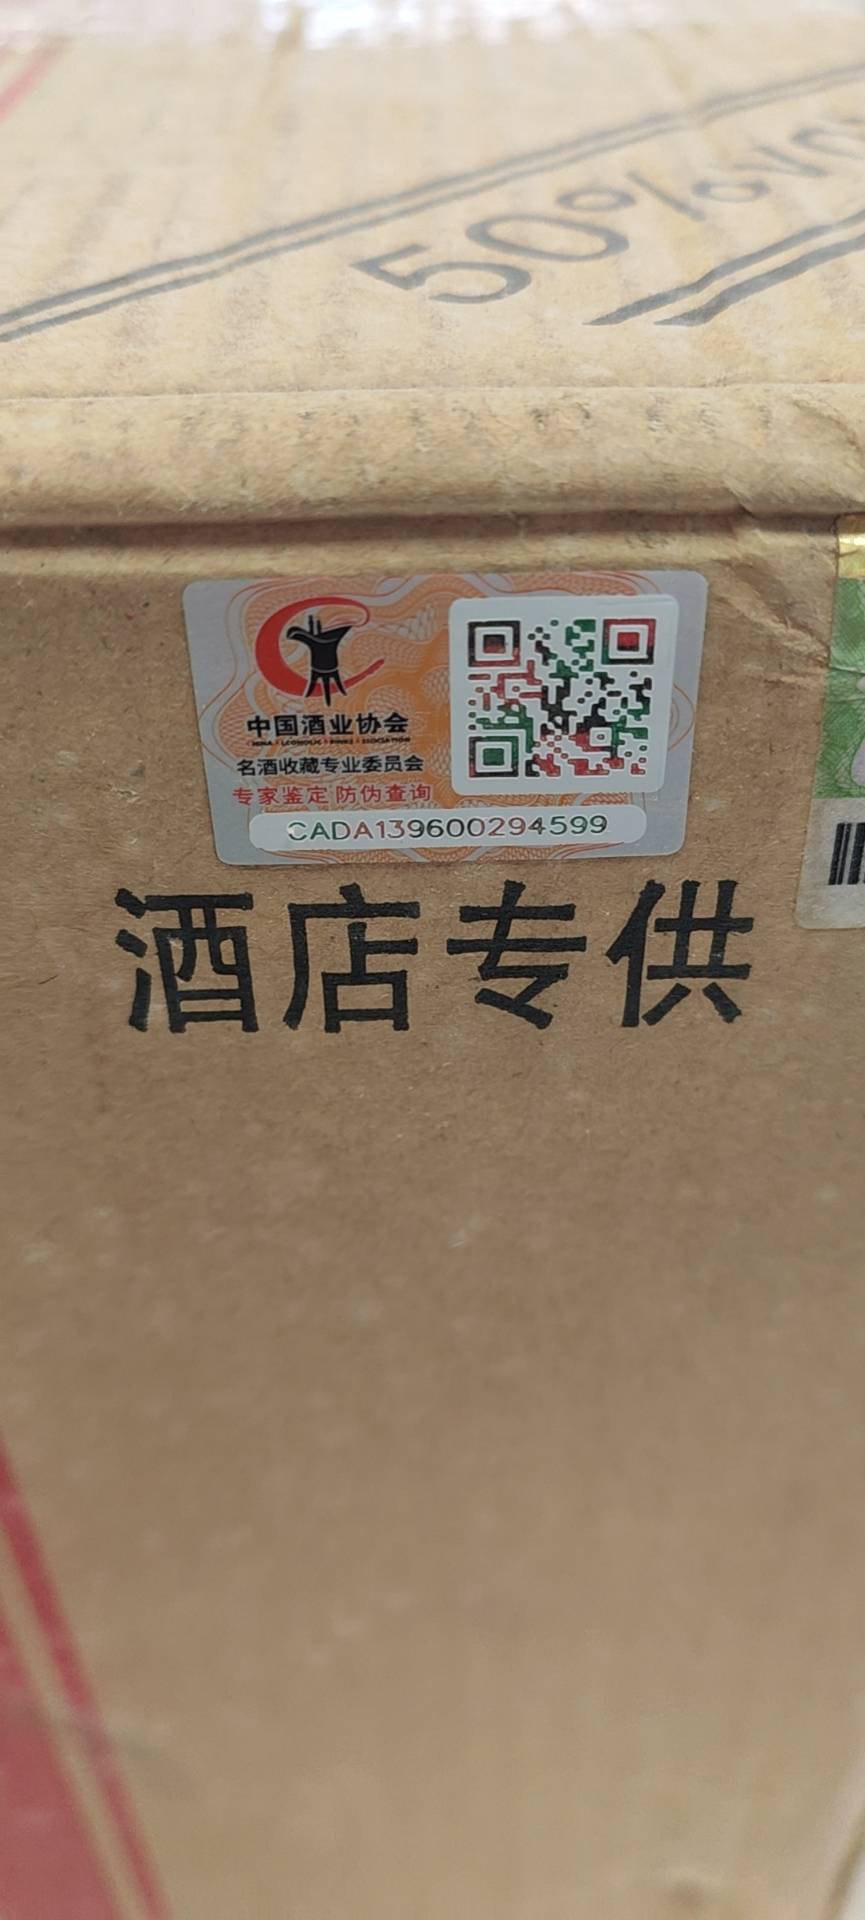 50%vo
中国酒业协会
名酒收藏专业委员会
专家鉴定 防伪查询
CADA139600294599
酒店专供